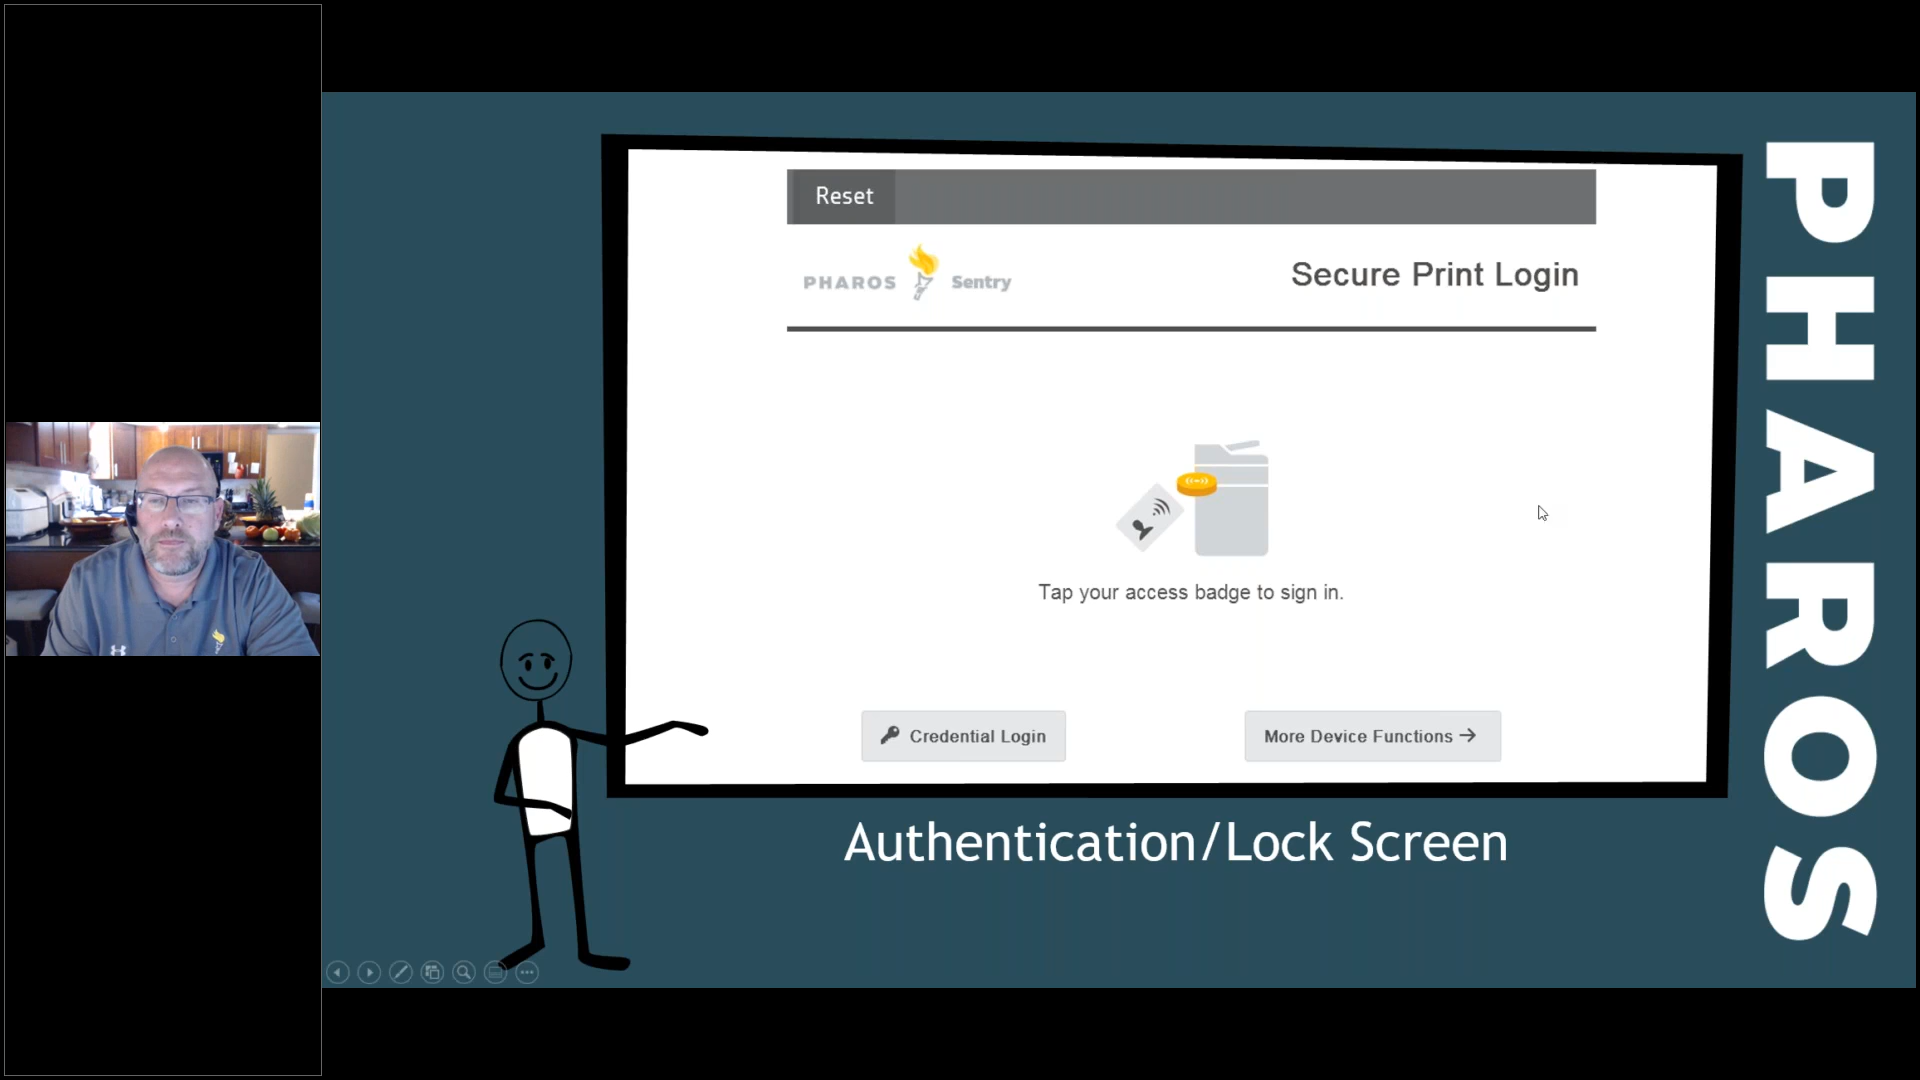 Reset
PHAROS Sentry
Secure Print Login
Tap your access badge to sign in.
Credential Login
More Device Functions
Authentication/Lock Screen
PHAROS